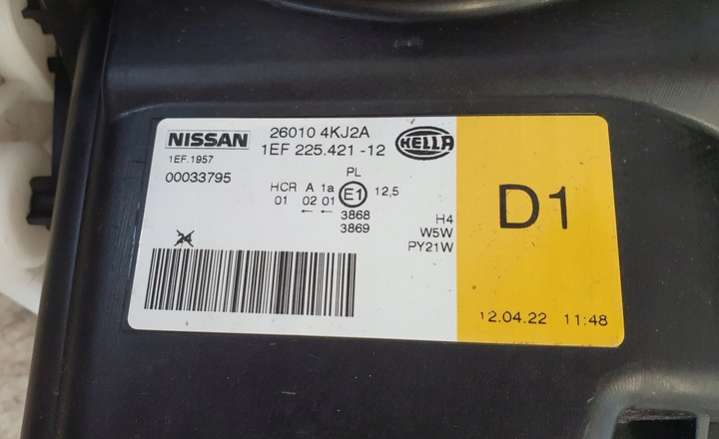 NISSAN 26010 4KJ2A
1EF 225.421 -12 HELLA
1EF.1957
00033795
PL
HCR A 1a E1 12,5
01 02 01
← ←
3868
3869
H4
W5W
PY21W
24
D1
12.04.22 11:48